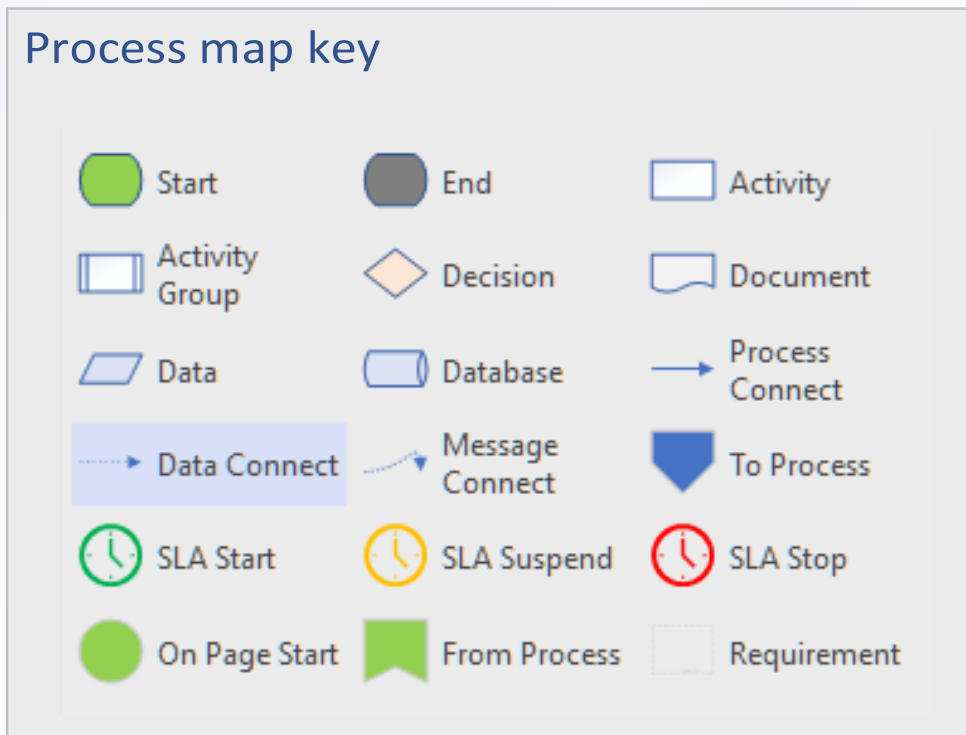 Process map key
Start
End
Activity
Activity
Group
Decision
Document
Data
Database
Process
Connect
Data Connect
Message
Connect
To Process
SLA Start
SLA Suspend
SLA Stop
On Page Start
From Process
Requirement